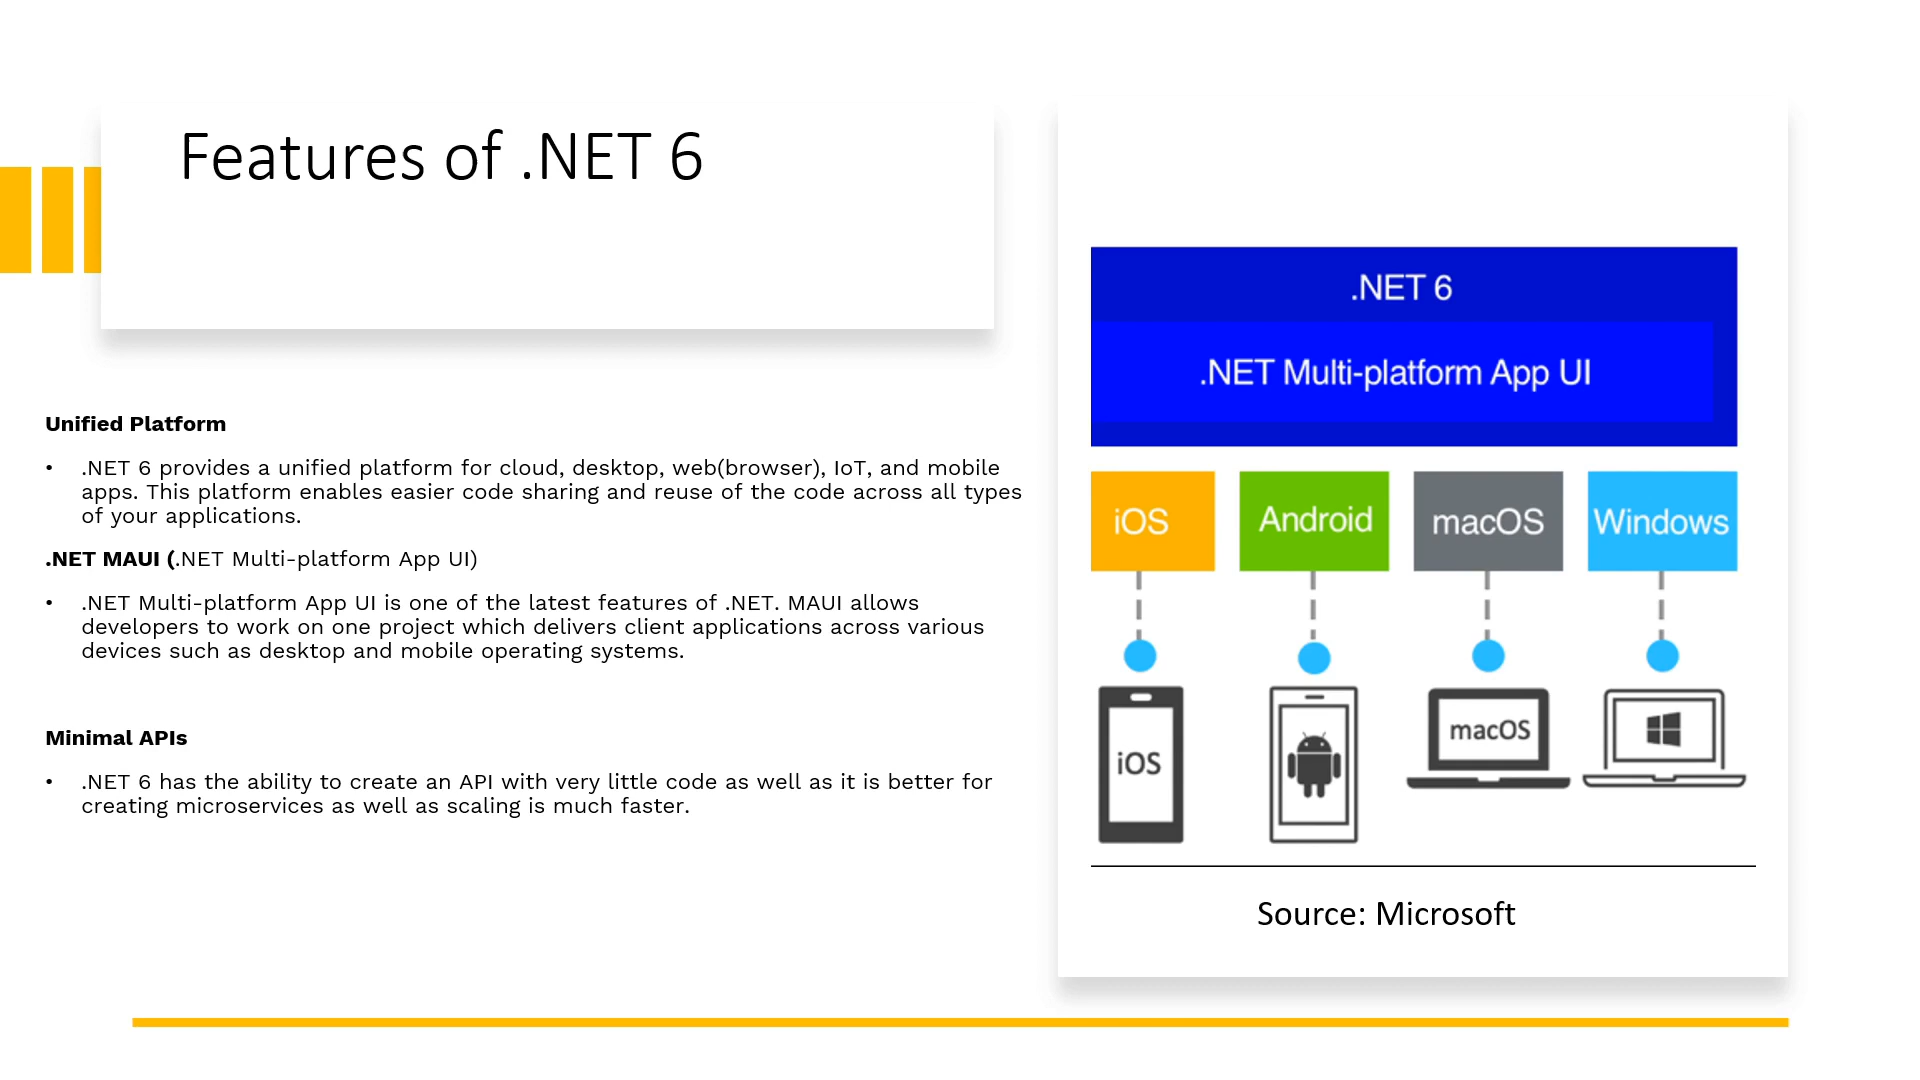 Features of .NET 6
Unified Platform
• .NET 6 provides a unified platform for cloud, desktop, web(browser), IoT, and mobile
apps. This platform enables easier code sharing and reuse of the code across all types
of your applications.
.NET MAUI (.NET Multi-platform App UI)
• .NET Multi-platform App UI is one of the latest features of .NET. MAUI allows
developers to work on one project which delivers client applications across various
devices such as desktop and mobile operating systems.
Minimal APIs
• .NET 6 has the ability to create an API with very little code as well as it is better for
creating microservices as well as scaling is much faster.
.NET 6
.NET Multi-platform App UI
iOS
Android
macOS
Windows
iOS
macOS
Source: Microsoft